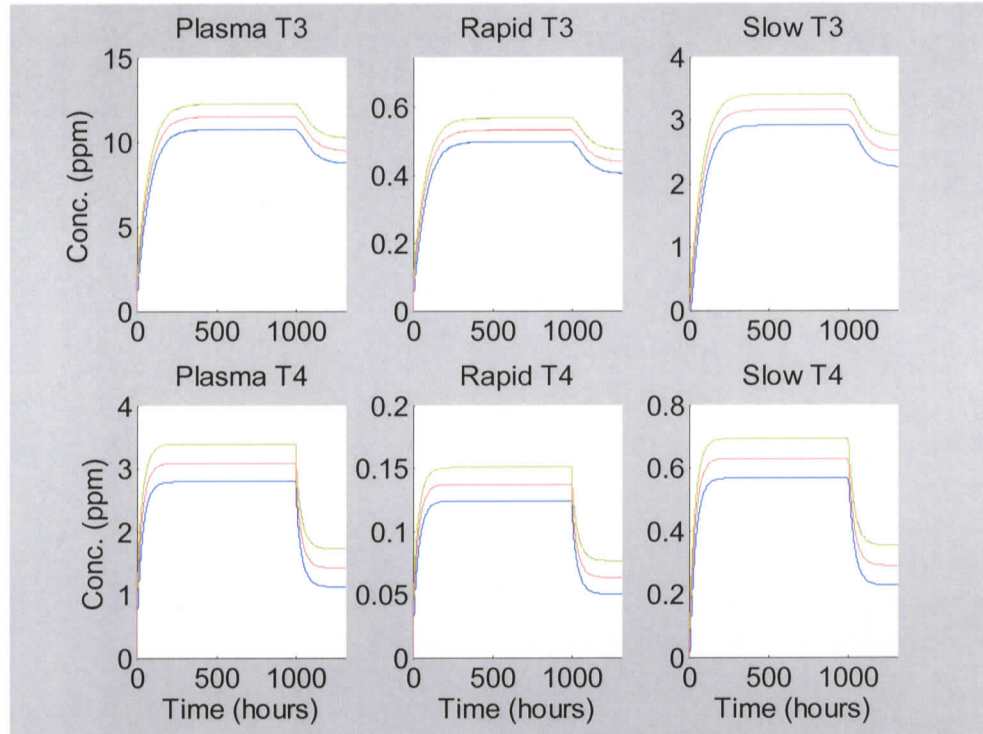 Plasma T3
Rapid T3
Slow T3
Conc. (ppm)
15
10
5
0
0 500 1000
0.6
0.4
0.2
0
0 500 1000
4
3
2
1
0
0 500 1000
Plasma T4
Rapid T4
Slow T4
Conc. (ppm)
4
3
2
1
0
0 500 1000
Time (hours)
0.2
0.15
0.1
0.05
0
0 500 1000
Time (hours)
0.8
0.6
0.4
0.2
0
0 500 1000
Time (hours)